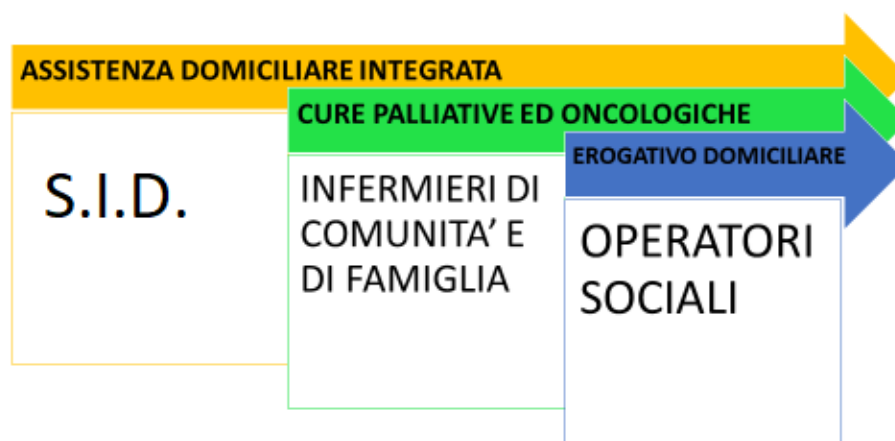 ASSISTENZA DOMICILIARE INTEGRATA
S.I.D.
CURE PALLIATIVE ED ONCOLOGICHE
INFERMIERI DI
COMUNITA’ E
DI FAMIGLIA
EROGATIVO DOMICILIARE
OPERATORI
SOCIALI